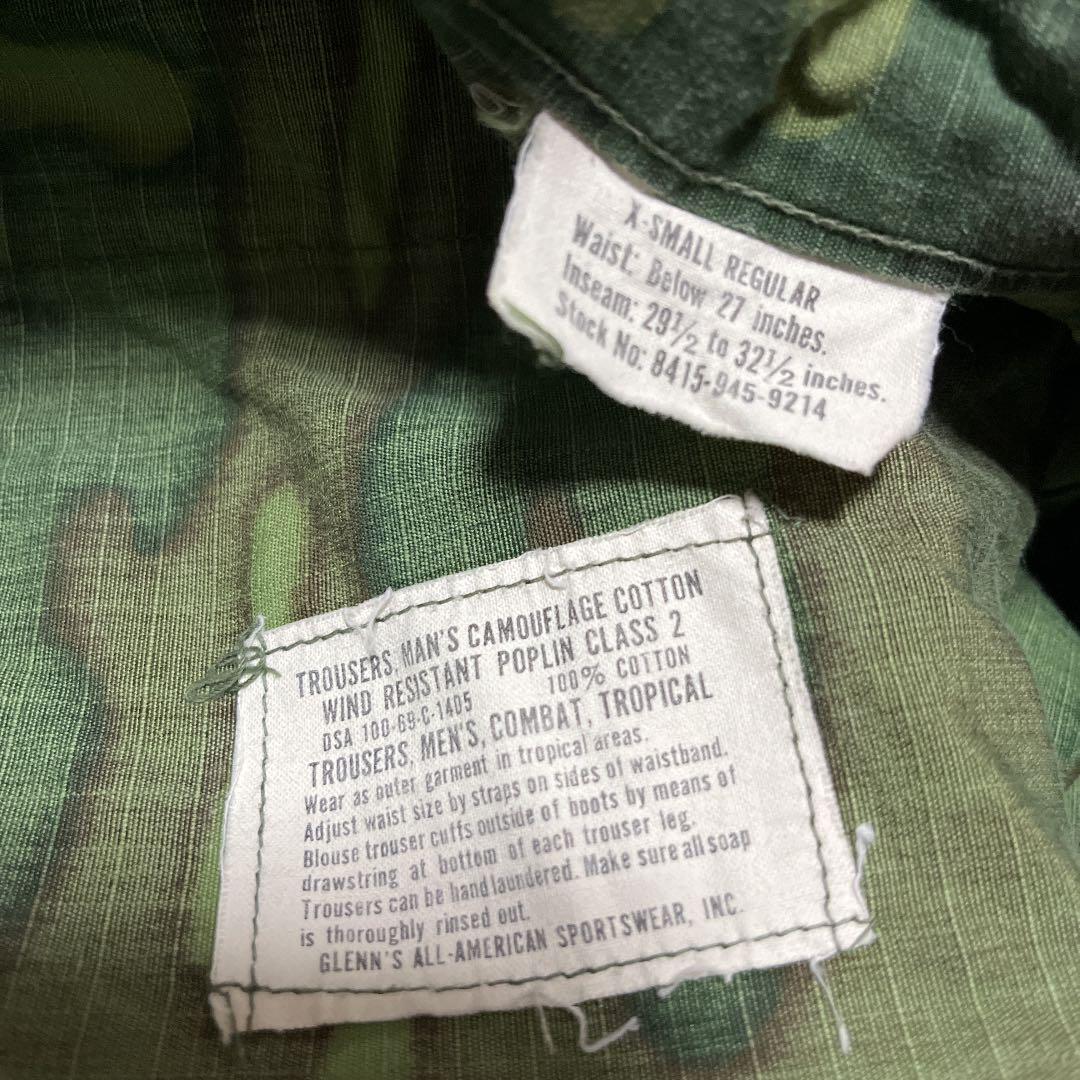 X-SMALL REGULAR
Waist: Below 27 inches.
Inseam: 29½ to 32½ inches.
Stock No: 8415-945-9214
TROUSERS, MAN'S CAMOUFLAGE COTTON
WIND RESISTANT POPLIN CLASS 2
DSA 100-69-C-1405 100% COTTON
TROUSERS, MEN'S, COMBAT, TROPICAL
Wear as outer garment in tropical areas.
Adjust waist size by straps on sides of waistband.
Blouse trouser cuffs outside of boots by means of
drawstring at bottom of each trouser leg.
Trousers can be hand laundered. Make sure all soap
is thoroughly rinsed out.
GLENN'S ALL-AMERICAN SPORTSWEAR, INC.